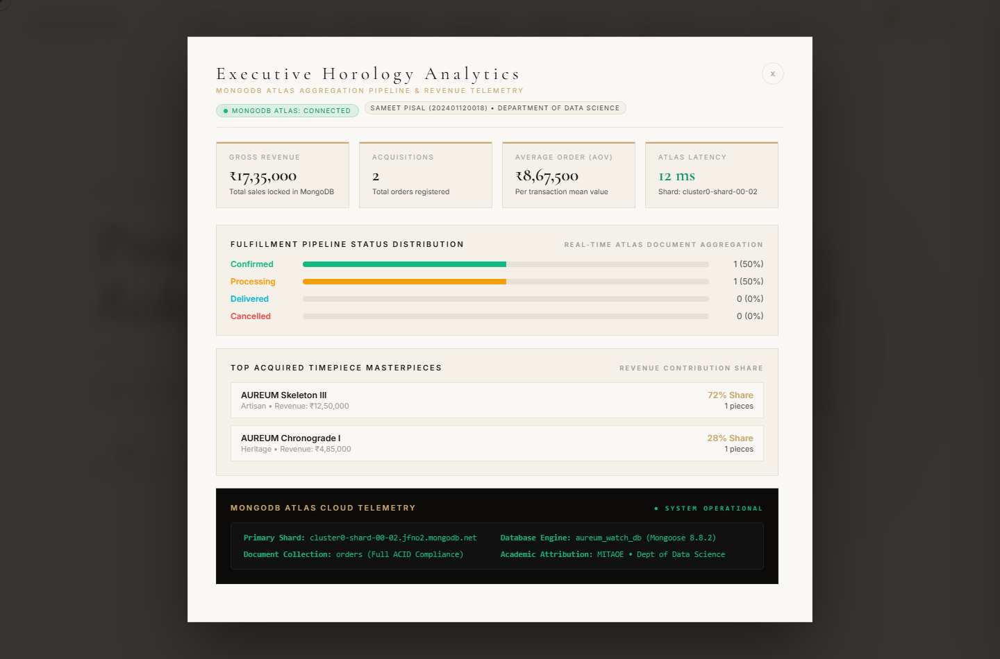 Executive Horology Analytics
x
MONGODB ATLAS AGGREGATION PIPELINE & REVENUE TELEMETRY
MONGODB ATLAS: CONNECTED
SAMEET PISAL (202401120018) • DEPARTMENT OF DATA SCIENCE
GROSS REVENUE
₹17,35,000
Total sales locked in MongoDB
ACQUISITIONS
2
Total orders registered
AVERAGE ORDER (AOV)
₹8,67,500
Per transaction mean value
ATLAS LATENCY
12 ms
Shard: cluster0-shard-00-02
FULFILLMENT PIPELINE STATUS DISTRIBUTION
REAL-TIME ATLAS DOCUMENT AGGREGATION
Confirmed 1 (50%)
Processing 1 (50%)
Delivered 0 (0%)
Cancelled 0 (0%)
TOP ACQUIRED TIMEPIECE MASTERPIECES
REVENUE CONTRIBUTION SHARE
AUREUM Skeleton III 72% Share
Artisan • Revenue: ₹12,50,000 1 pieces
AUREUM Chronograde I 28% Share
Heritage • Revenue: ₹4,85,000 1 pieces
MONGODB ATLAS CLOUD TELEMETRY
● SYSTEM OPERATIONAL
Primary Shard: cluster0-shard-00-02.jfno2.mongodb.net
Database Engine: aureum_watch_db (Mongoose 8.8.2)
Document Collection: orders (Full ACID Compliance)
Academic Attribution: MITAOE • Dept of Data Science